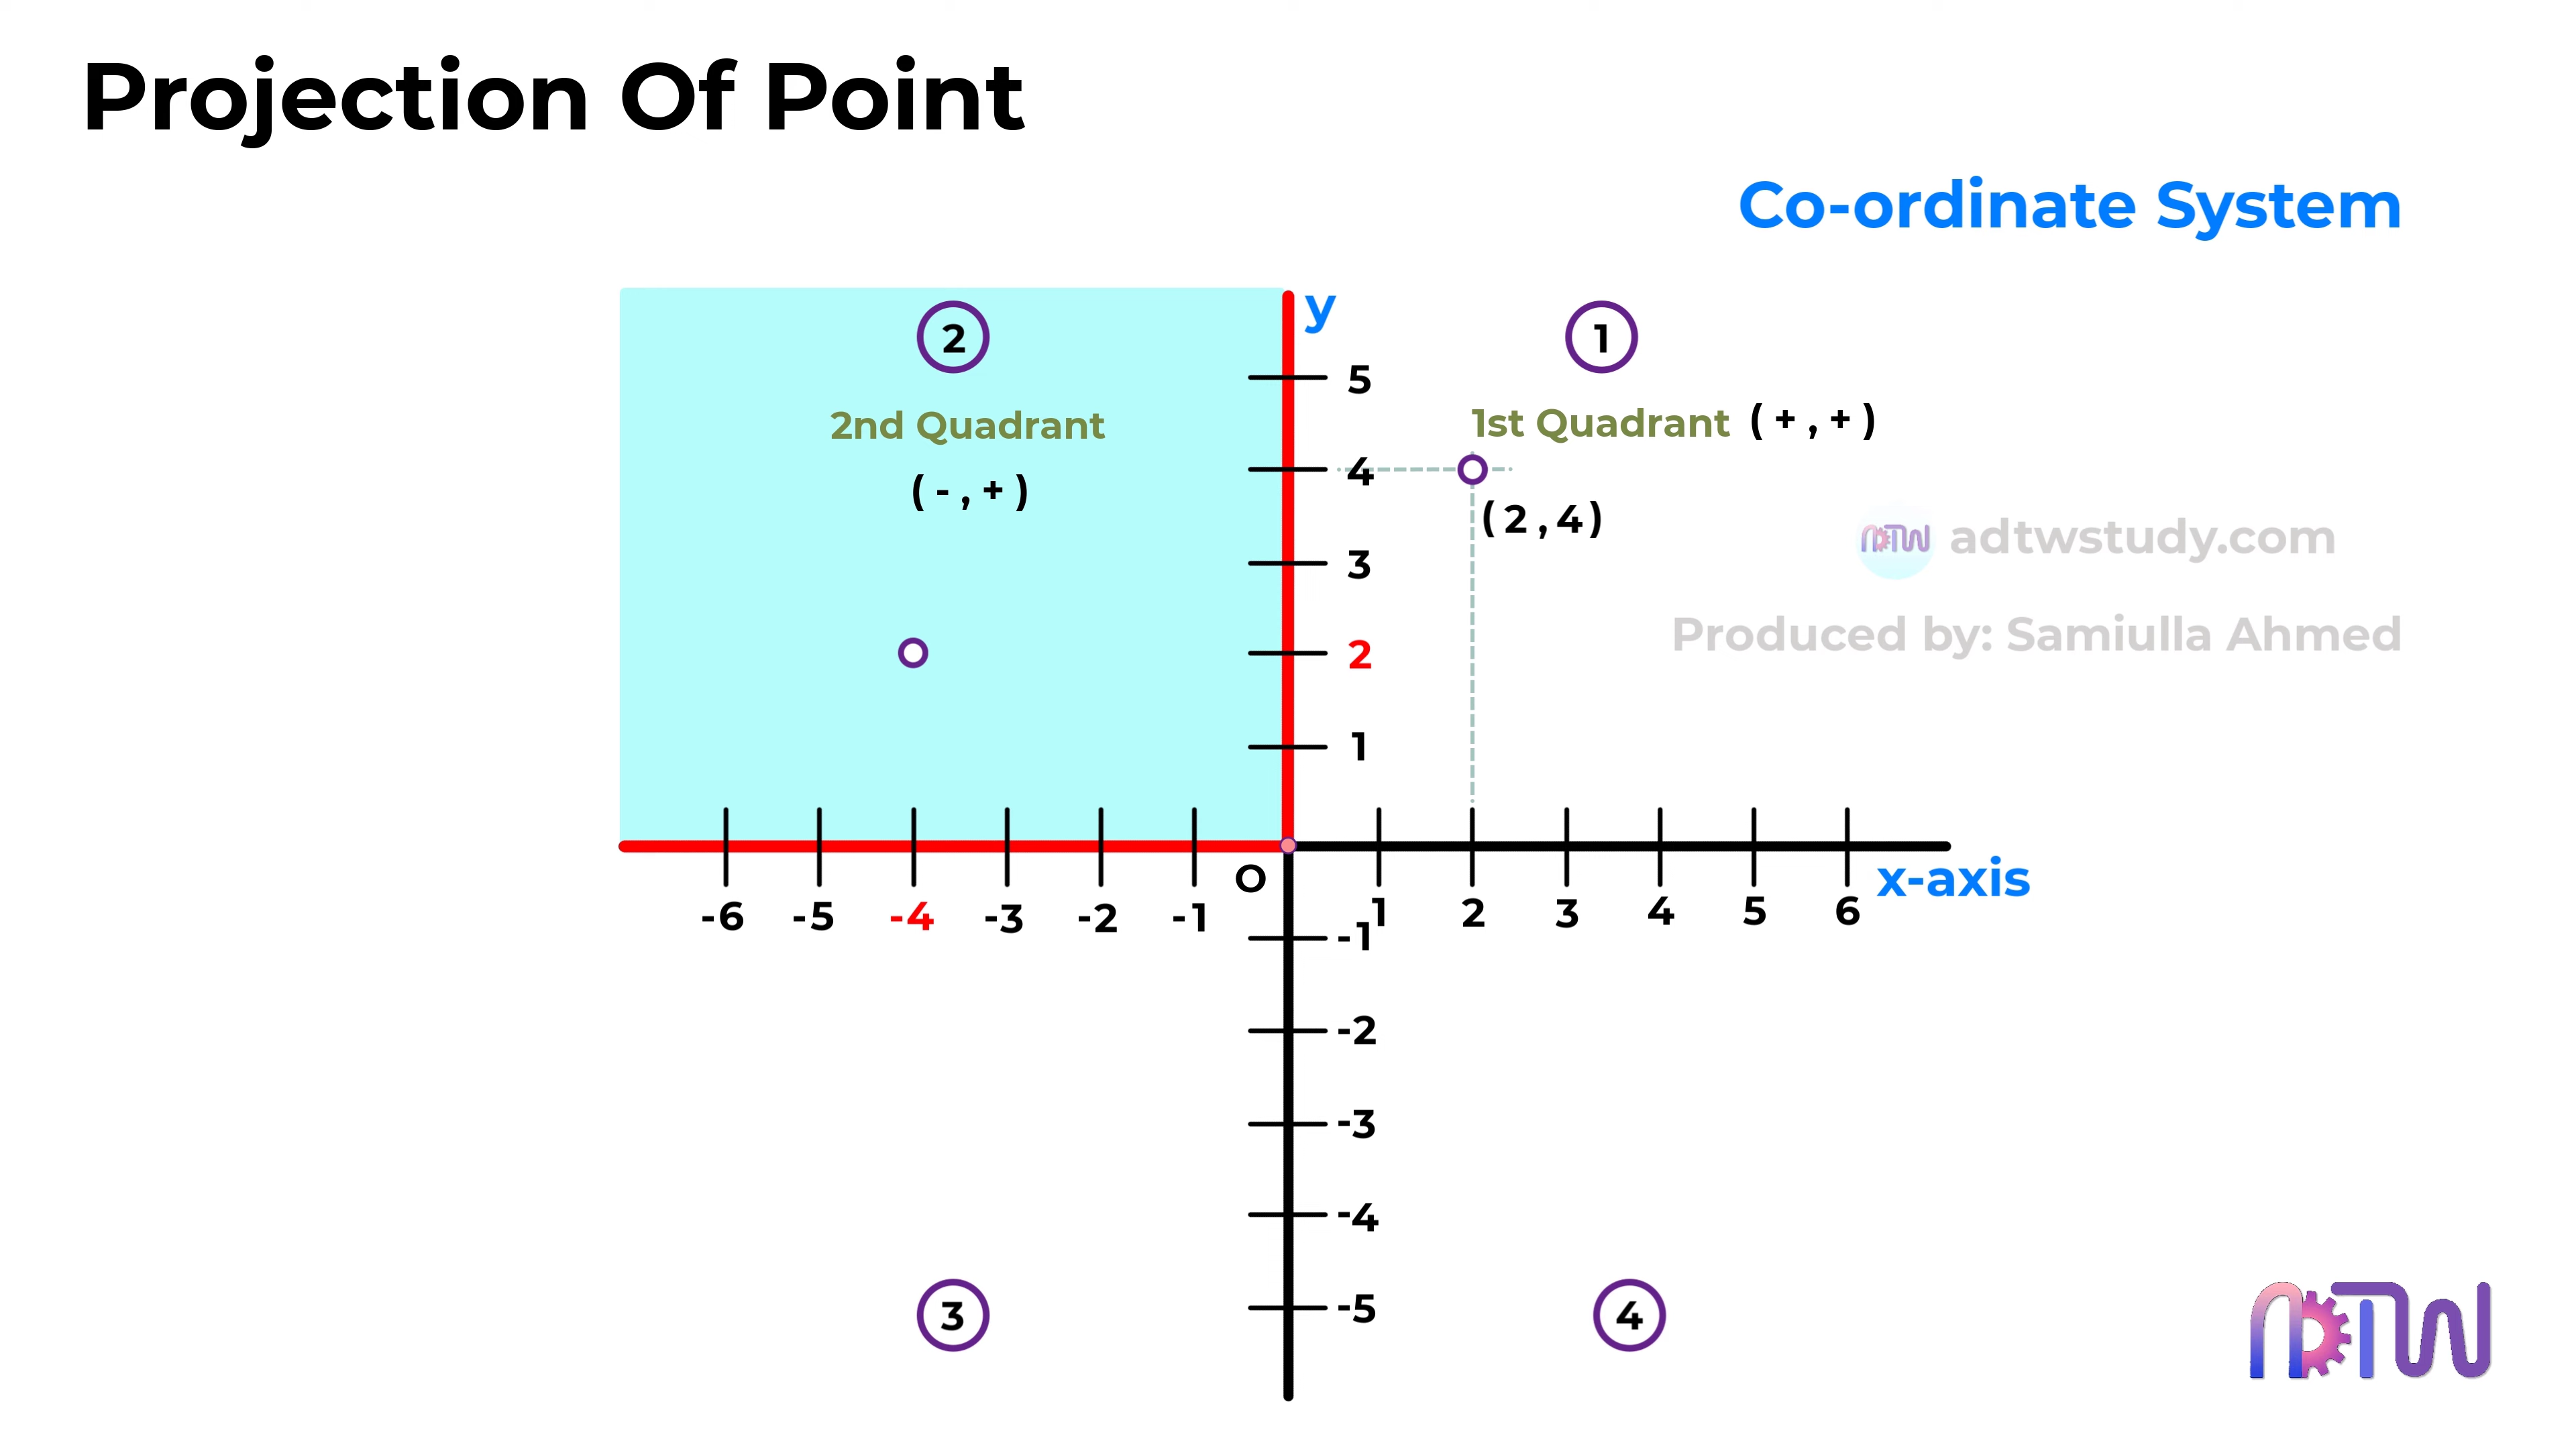 Projection Of Point
Co-ordinate System
y
2
1
2nd Quadrant
( - , + )
1st Quadrant ( + , + )
( 2 , 4 )
5
4
3
2
1
adtwstudy.com
Produced by: Samiulla Ahmed
-6 -5 -4 -3 -2 -1 O 1 2 3 4 5 6
x-axis
-1
-2
-3
-4
-5
3
4
ADTW
ADTW